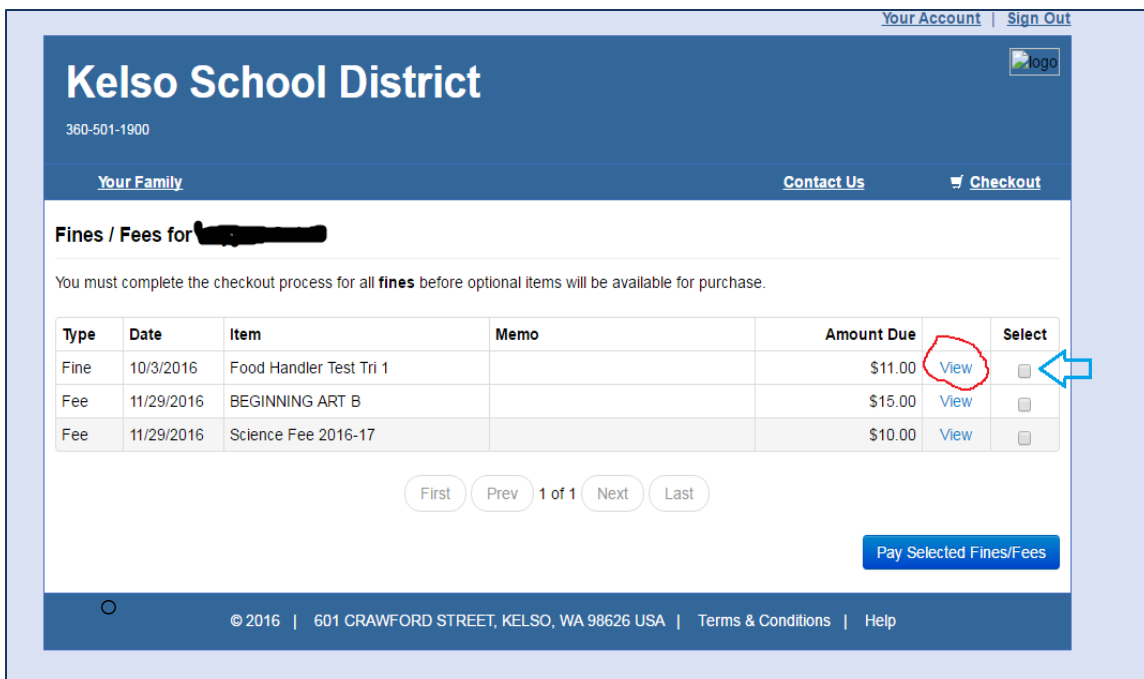 Your Account | Sign Out
Kelso School District
logo
360-501-1900
Your Family Contact Us Checkout
Fines / Fees for
You must complete the checkout process for all fines before optional items will be available for purchase.
Type Date Item Memo Amount Due Select
Fine 10/3/2016 Food Handler Test Tri 1 $11.00 View
Fee 11/29/2016 BEGINNING ART B $15.00 View
Fee 11/29/2016 Science Fee 2016-17 $10.00 View
First Prev 1 of 1 Next Last
Pay Selected Fines/Fees
© 2016 | 601 CRAWFORD STREET, KELSO, WA 98626 USA | Terms & Conditions | Help